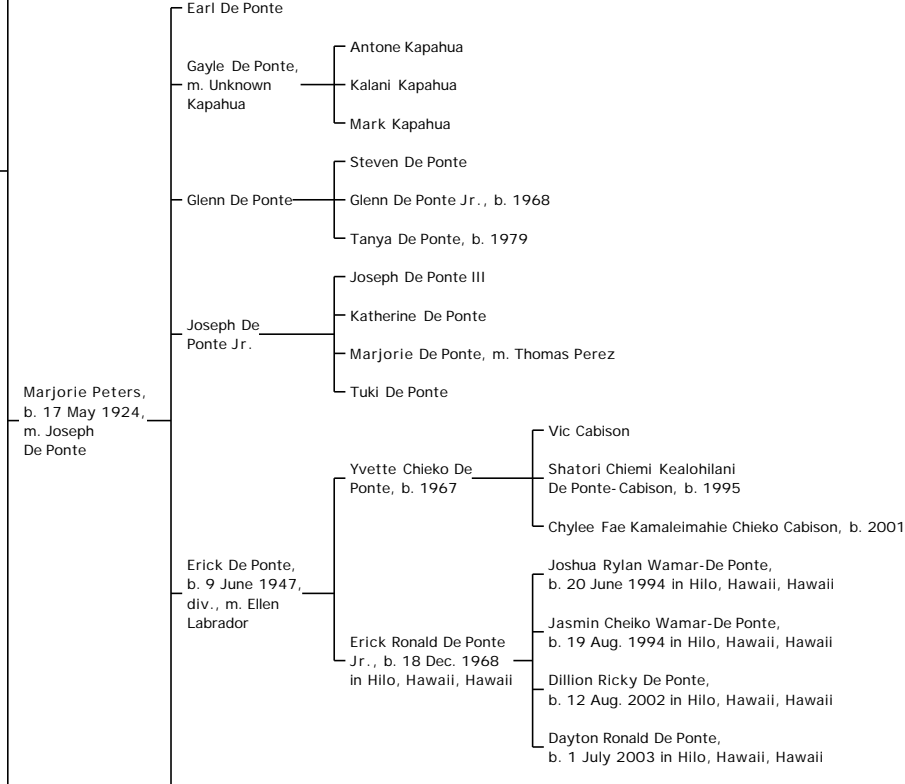 Earl De Ponte
Gayle De Ponte,
m. Unknown
Kapahua
Antone Kapahua
Kalani Kapahua
Mark Kapahua
Glenn De Ponte
Steven De Ponte
Glenn De Ponte Jr., b. 1968
Tanya De Ponte, b. 1979
Joseph De
Ponte Jr.
Joseph De Ponte III
Katherine De Ponte
Marjorie De Ponte, m. Thomas Perez
Tuki De Ponte
Marjorie Peters,
b. 17 May 1924,
m. Joseph
De Ponte
Erick De Ponte,
b. 9 June 1947,
div., m. Ellen
Labrador
Yvette Chieko De
Ponte, b. 1967
Vic Cabison
Shatori Chiemi Kealohilani
De Ponte-Cabison, b. 1995
Chylee Fae Kamaleimahie Chieko Cabison, b. 2001
Erick Ronald De Ponte
Jr., b. 18 Dec. 1968
in Hilo, Hawaii, Hawaii
Joshua Rylan Wamar-De Ponte,
b. 20 June 1994 in Hilo, Hawaii, Hawaii
Jasmin Cheiko Wamar-De Ponte,
b. 19 Aug. 1994 in Hilo, Hawaii, Hawaii
Dillion Ricky De Ponte,
b. 12 Aug. 2002 in Hilo, Hawaii, Hawaii
Dayton Ronald De Ponte,
b. 1 July 2003 in Hilo, Hawaii, Hawaii